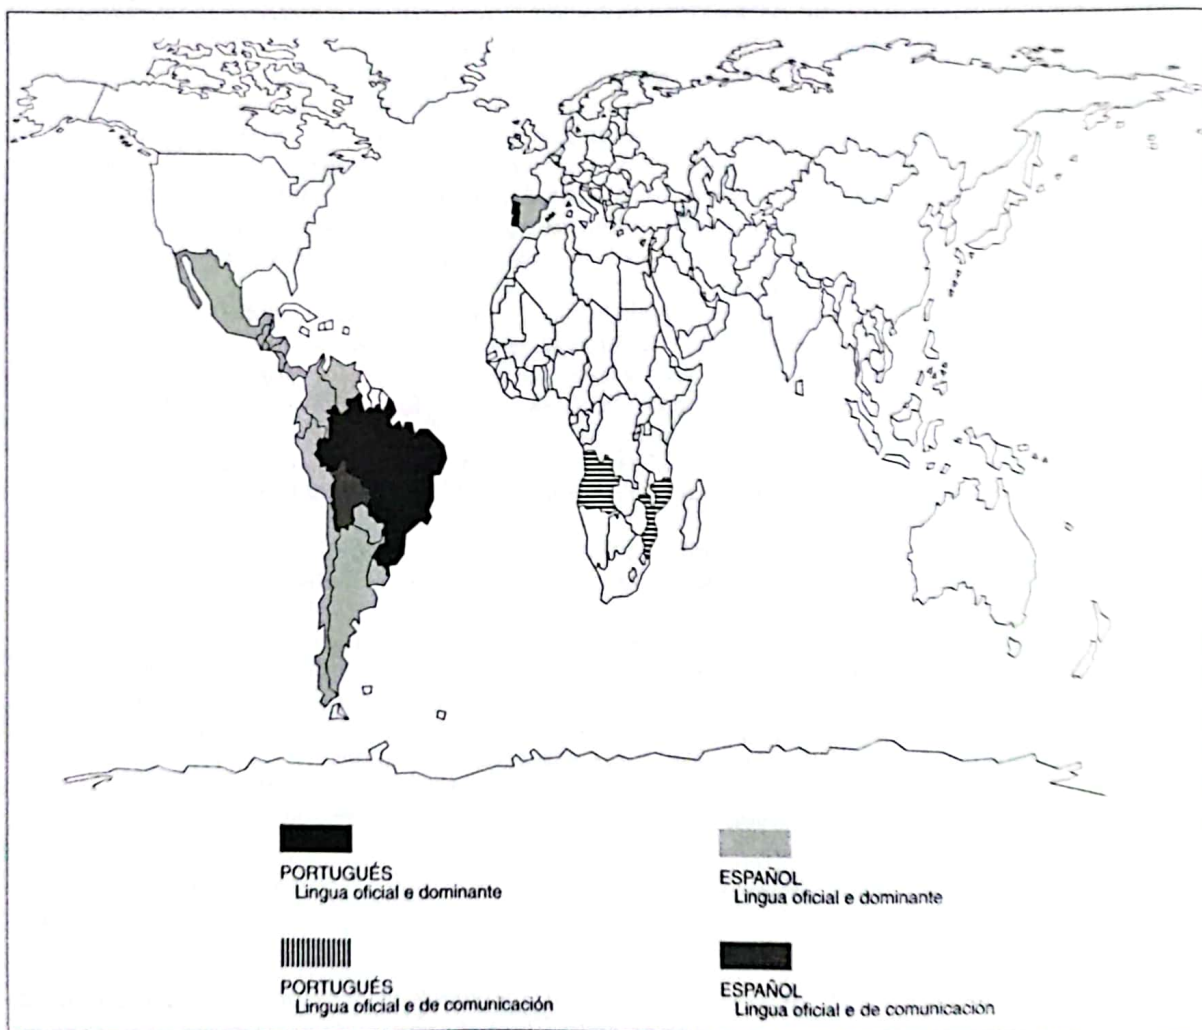 PORTUGUÉS
Lingua oficial e dominante
ESPAÑOL
Lingua oficial e dominante
PORTUGUÉS
Lingua oficial e de comunicación
ESPAÑOL
Lingua oficial e de comunicación